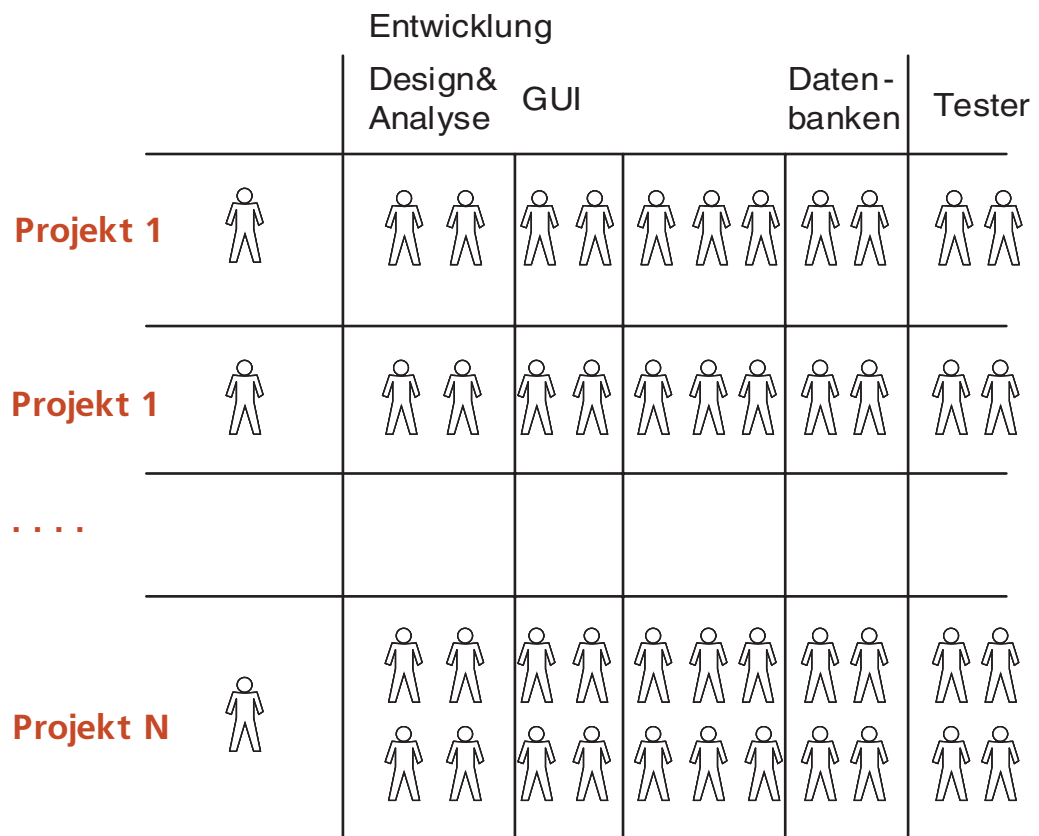 Entwicklung
Design&
Analyse
GUI
Daten-
banken
Tester
Projekt 1
Projekt 1
. . . .
Projekt N